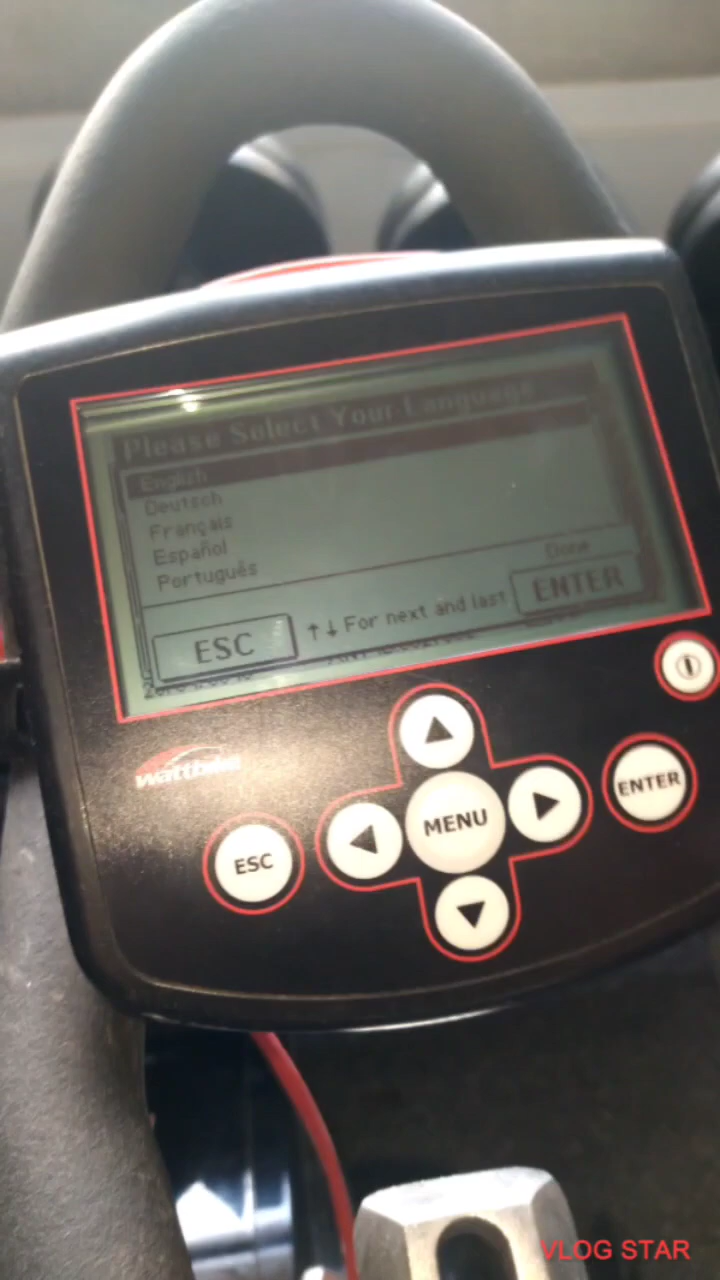 Please Select Your Language
English
Deutsch
Français
Español
Português
Done
ESC
↑↓ For next and last
ENTER
wattbike
ESC
MENU
ENTER
VLOG STAR